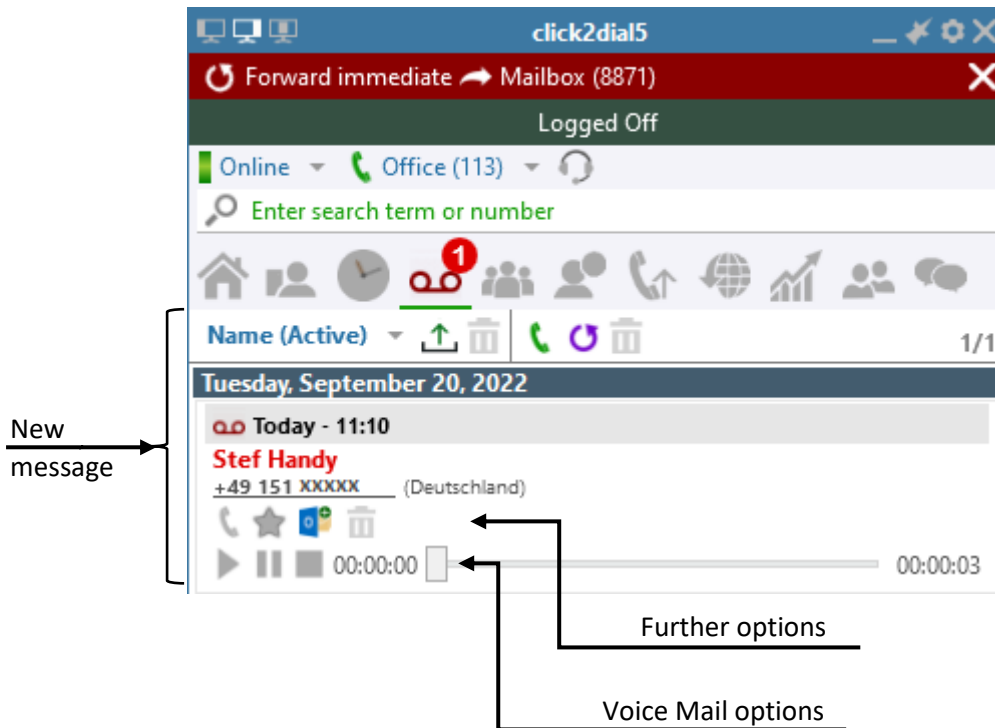 click2dial5
Forward immediate Mailbox (8871)
Logged Off
Online Office (113)
Enter search term or number
1
Name (Active) 1/1
Tuesday, September 20, 2022
Today - 11:10
Stef Handy
+49 151 XXXXX (Deutschland)
00:00:00 00:00:03
New
message
Further options
Voice Mail options